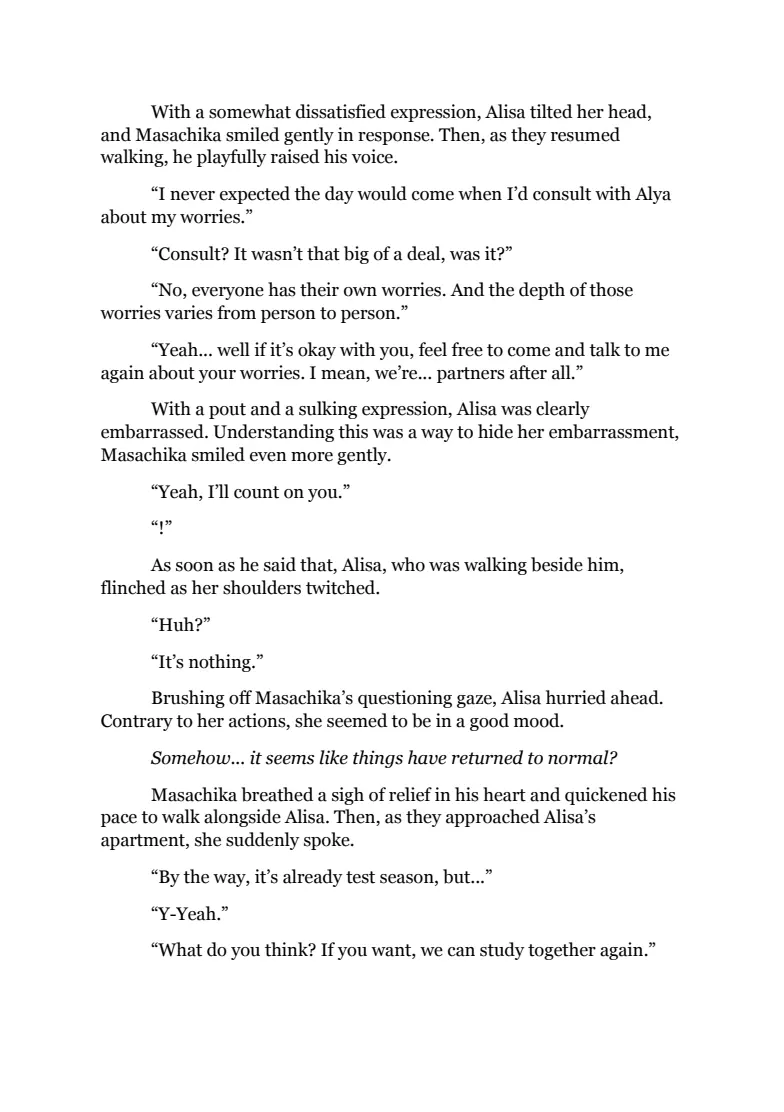 With a somewhat dissatisfied expression, Alisa tilted her head,
and Masachika smiled gently in response. Then, as they resumed
walking, he playfully raised his voice.
“I never expected the day would come when I’d consult with Alya
about my worries.”
“Consult? It wasn’t that big of a deal, was it?”
“No, everyone has their own worries. And the depth of those
worries varies from person to person.”
“Yeah... well if it’s okay with you, feel free to come and talk to me
again about your worries. I mean, we’re... partners after all.”
With a pout and a sulking expression, Alisa was clearly
embarrassed. Understanding this was a way to hide her embarrassment,
Masachika smiled even more gently.
“Yeah, I’ll count on you.”
“!”
As soon as he said that, Alisa, who was walking beside him,
flinched as her shoulders twitched.
“Huh?”
“It’s nothing.”
Brushing off Masachika’s questioning gaze, Alisa hurried ahead.
Contrary to her actions, she seemed to be in a good mood.
Somehow... it seems like things have returned to normal?
Masachika breathed a sigh of relief in his heart and quickened his
pace to walk alongside Alisa. Then, as they approached Alisa’s
apartment, she suddenly spoke.
“By the way, it’s already test season, but...”
“Y-Yeah.”
“What do you think? If you want, we can study together again.”